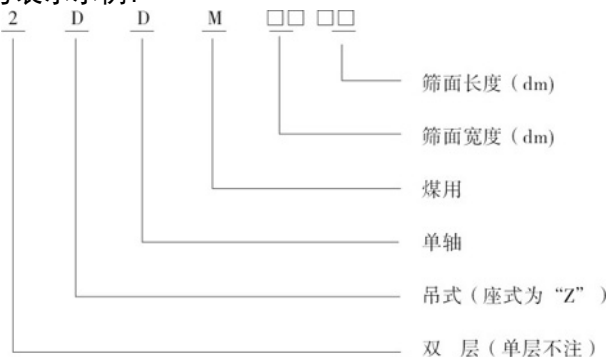 2 D D M □□ □□
筛面长度（dm)
筛面宽度（dm)
煤用
单轴
吊式（座式为“Z”）
双 层（单层不注）